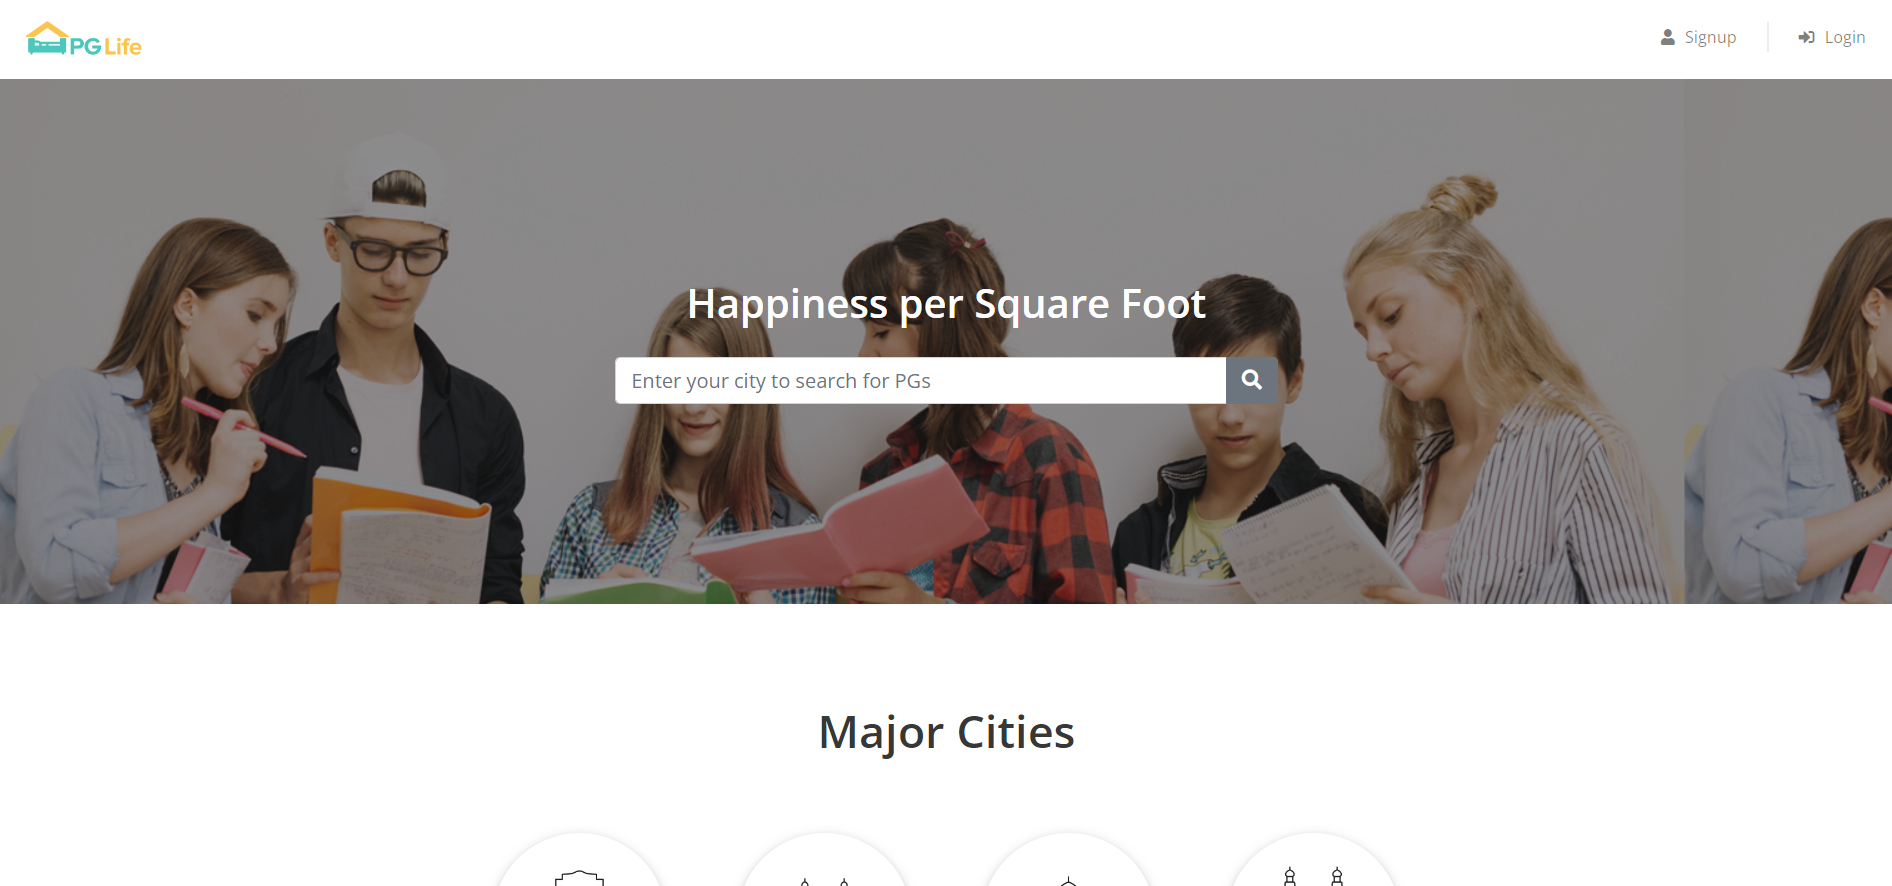 PG Life
Signup
Login
Happiness per Square Foot
Enter your city to search for PGs
Major Cities